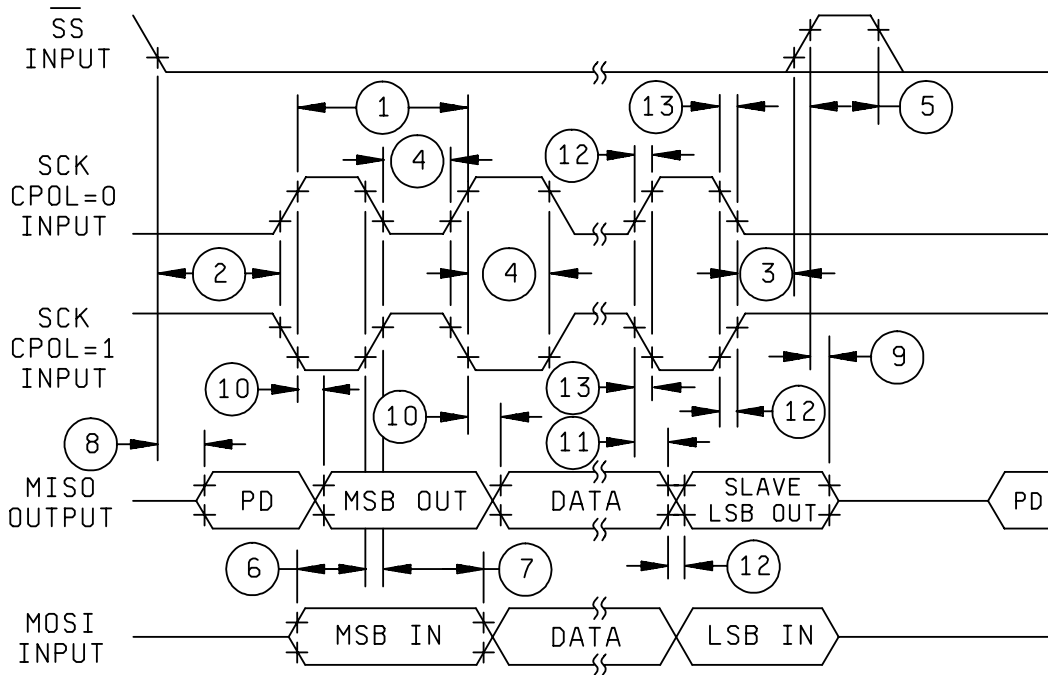 SS
INPUT
1
13
5
12
4
SCK
CPOL=0
INPUT
2
4
3
SCK
CPOL=1
INPUT
9
10
13
10
12
8
11
MISO
OUTPUT
PD
MSB OUT
DATA
SLAVE
LSB OUT
PD
6
7
12
MOSI
INPUT
MSB IN
DATA
LSB IN